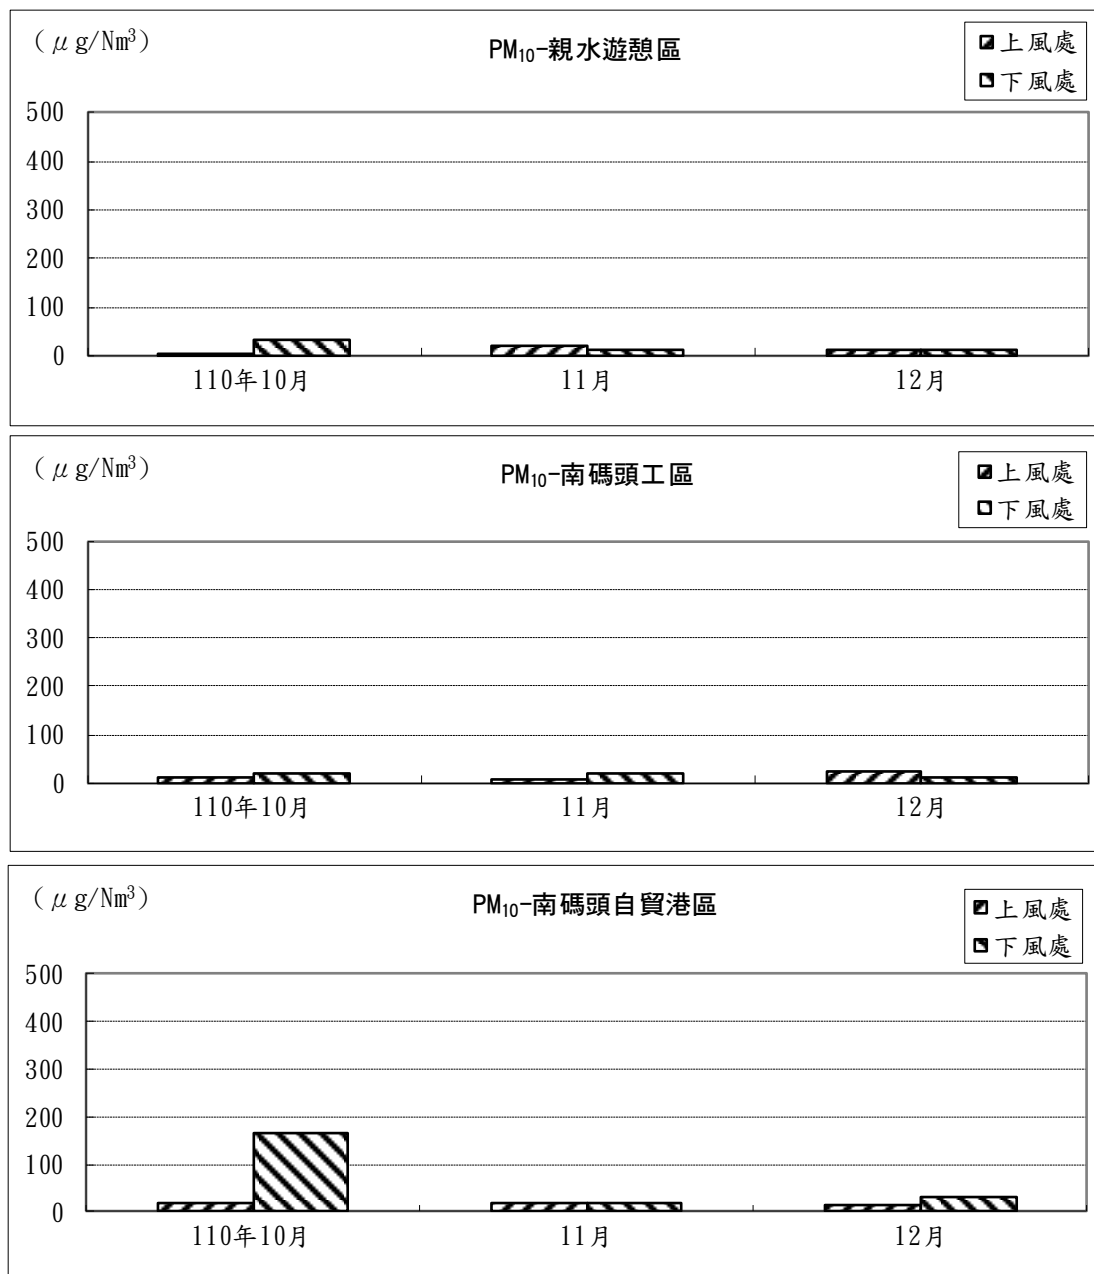 （μg/Nm³）
PM₁₀-親水遊憩區
上風處
下風處
500
400
300
200
100
0
110年10月 11月 12月
（μg/Nm³）
PM₁₀-南碼頭工區
上風處
下風處
500
400
300
200
100
0
110年10月 11月 12月
（μg/Nm³）
PM₁₀-南碼頭自貿港區
上風處
下風處
500
400
300
200
100
0
110年10月 11月 12月